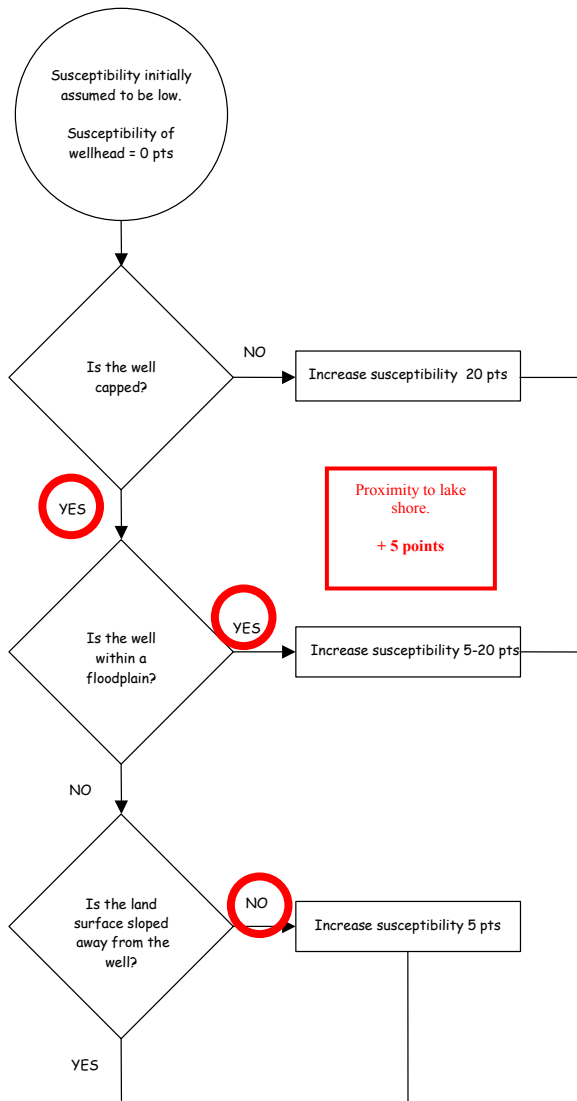 Susceptibility initially
assumed to be low.
Susceptibility of
wellhead = 0 pts
Is the well
capped?
NO
Increase susceptibility 20 pts
YES
Proximity to lake
shore.
+ 5 points
Is the well
within a
floodplain?
YES
Increase susceptibility 5-20 pts
NO
Is the land
surface sloped
away from the
well?
NO
Increase susceptibility 5 pts
YES